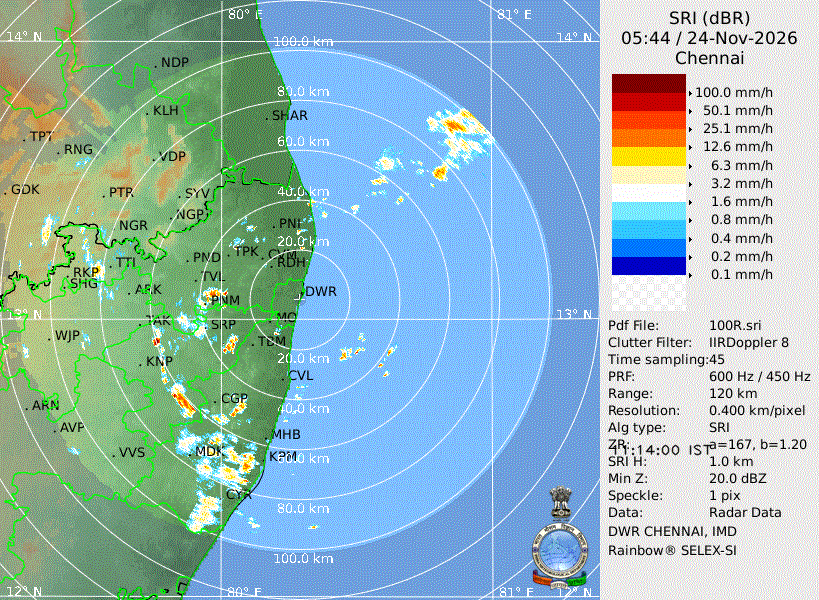 80° E
81° E
SRI (dBR)
14° N
14° N
05:44 / 24-Nov-2026
100.0 km
Chennai
NDP
80.0 km
100.0 mm/h
KLH
SHAR
50.1 mm/h
TPT
60.0 km
25.1 mm/h
RNG
VDP
12.6 mm/h
6.3 mm/h
GDK
PTR
SYV
40.0 km
3.2 mm/h
NGP
1.6 mm/h
NGR
PNI
0.8 mm/h
20.0 km
0.4 mm/h
TTI
PND
TPK
RDH
0.2 mm/h
RKP
TVL
0.1 mm/h
SHG
ARK
DWR
PNM
13° N
TAK
SRP
MO
13° N
Pdf File: 100R.sri
WJP
TBM
Clutter Filter: IIRDoppler 8
KNP
20.0 km
Time sampling:45
CVL
PRF: 600 Hz / 450 Hz
Range: 120 km
ARN
CGP
40.0 km
Resolution: 0.400 km/pixel
AVP
Alg type: SRI
MHB
ZR: a=167, b=1.20
VVS
MDK
KPM
60.0 km
11:14:00 IST
SRI H: 1.0 km
Min Z: 20.0 dBZ
CYR
Speckle: 1 pix
80.0 km
Data: Radar Data
DWR CHENNAI, IMD
100.0 km
Rainbow® SELEX-SI
12° N
80° E
81° E
12° N